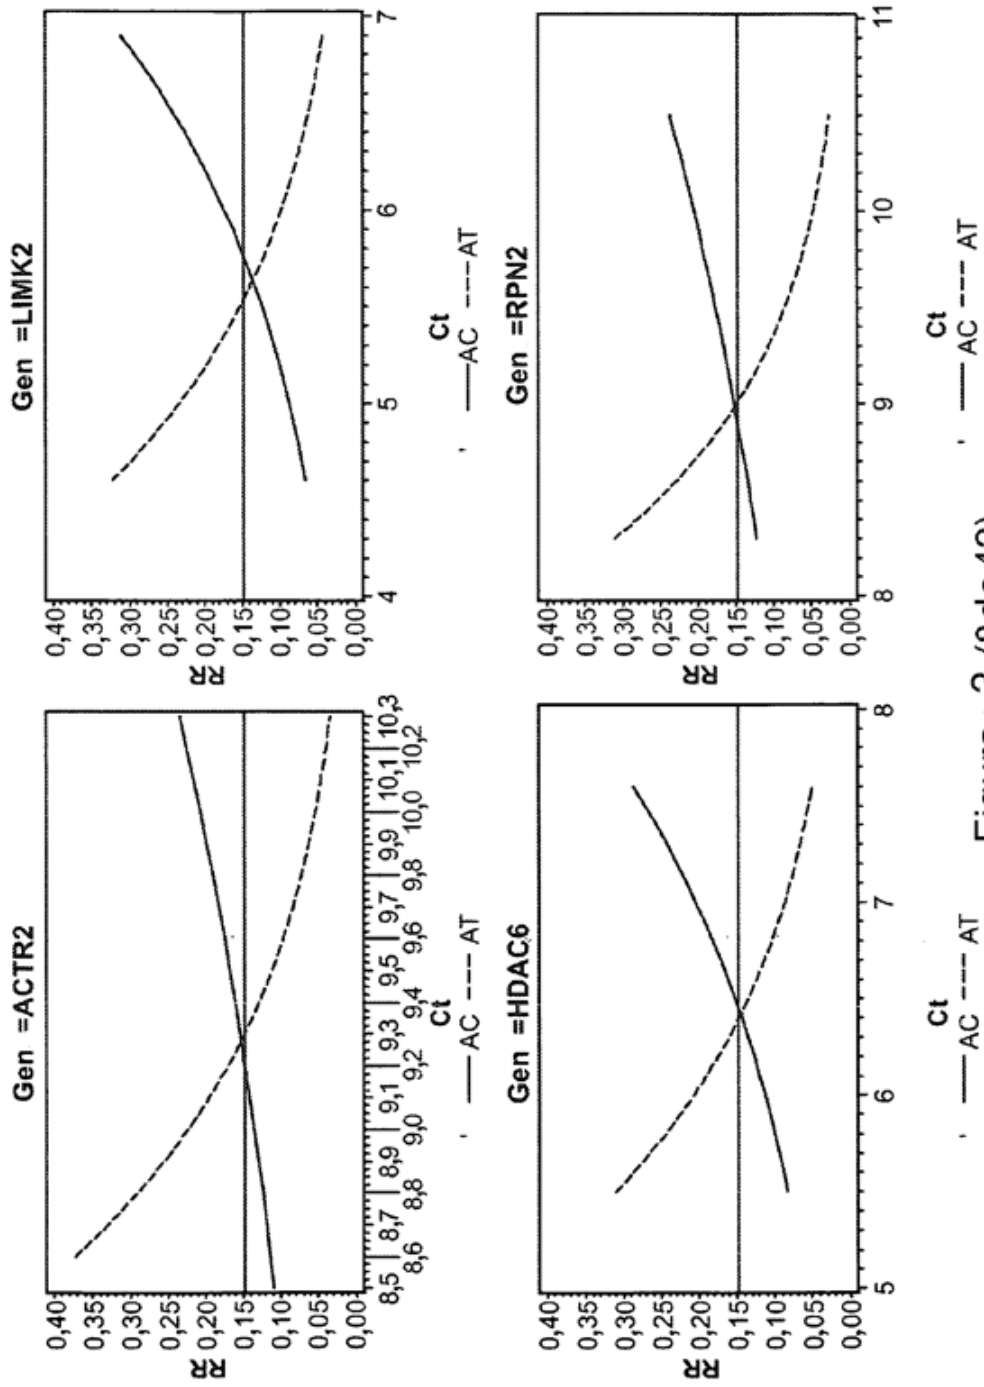 Gen =ACTR2
RR
0,40
0,35
0,30
0,25
0,20
0,15
0,10
0,05
0,00
8,5 8,7 8,9 9,1 9,3 9,5 9,7 9,9 10,1 10,3
8,6 8,8 9,0 9,2 9,4 9,6 9,8 10,0 10,2
Ct
AC AT
Gen =LIMK2
RR
0,40
0,35
0,30
0,25
0,20
0,15
0,10
0,05
0,00
4 5 6 7
Ct
AC AT
Gen =HDAC6
RR
0,40
0,35
0,30
0,25
0,20
0,15
0,10
0,05
0,00
5 6 7 8
Ct
AC AT
Gen =RPN2
RR
0,40
0,35
0,30
0,25
0,20
0,15
0,10
0,05
0,00
8 9 10 11
Ct
AC AT